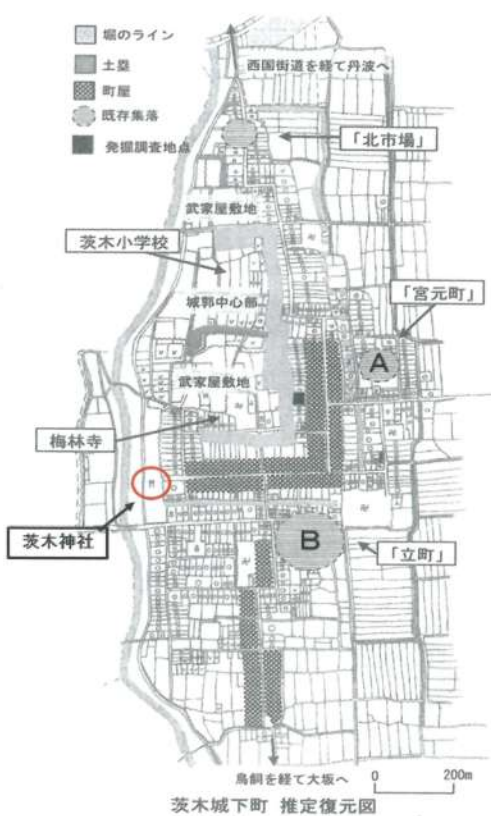 堀のライン
土塁
町屋
既存集落
発掘調査地点
西国街道を経て丹波へ
「北市場」
武家屋敷地
茨木小学校
「宮元町」
城郭中心部
A
武家屋敷地
梅林寺
茨木神社
B
「立町」
鳥飼を経て大坂へ
0 200m
茨木城下町 推定復元図